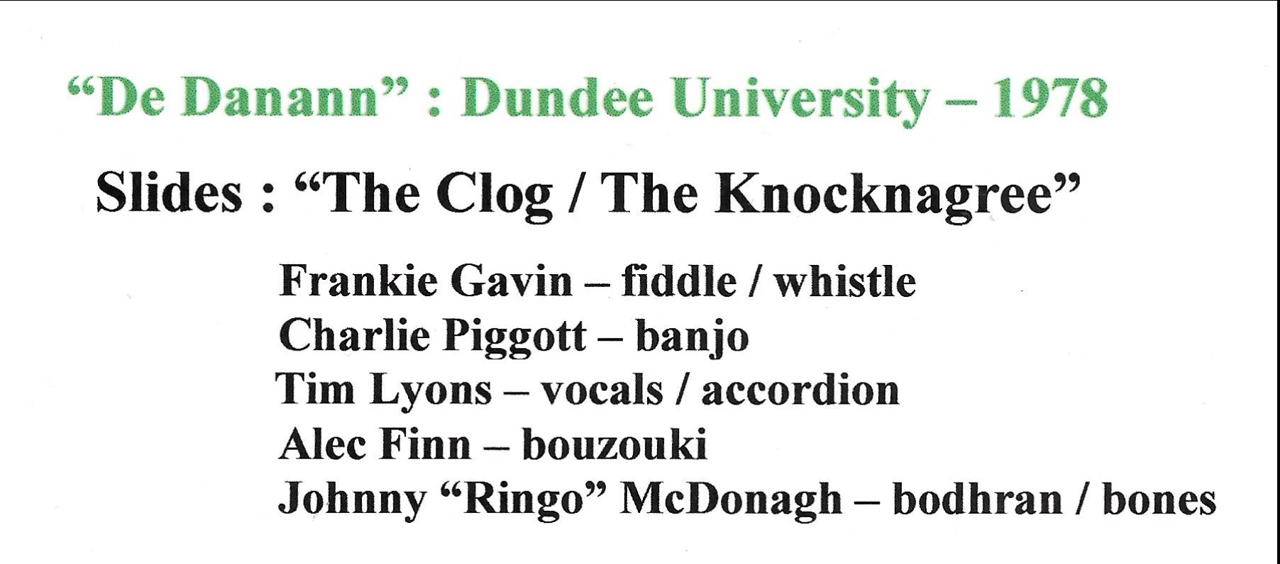 “De Danann” : Dundee University – 1978
Slides : “The Clog / The Knocknagree”
Frankie Gavin – fiddle / whistle
Charlie Piggott – banjo
Tim Lyons – vocals / accordion
Alec Finn – bouzouki
Johnny “Ringo” McDonagh – bodhran / bones